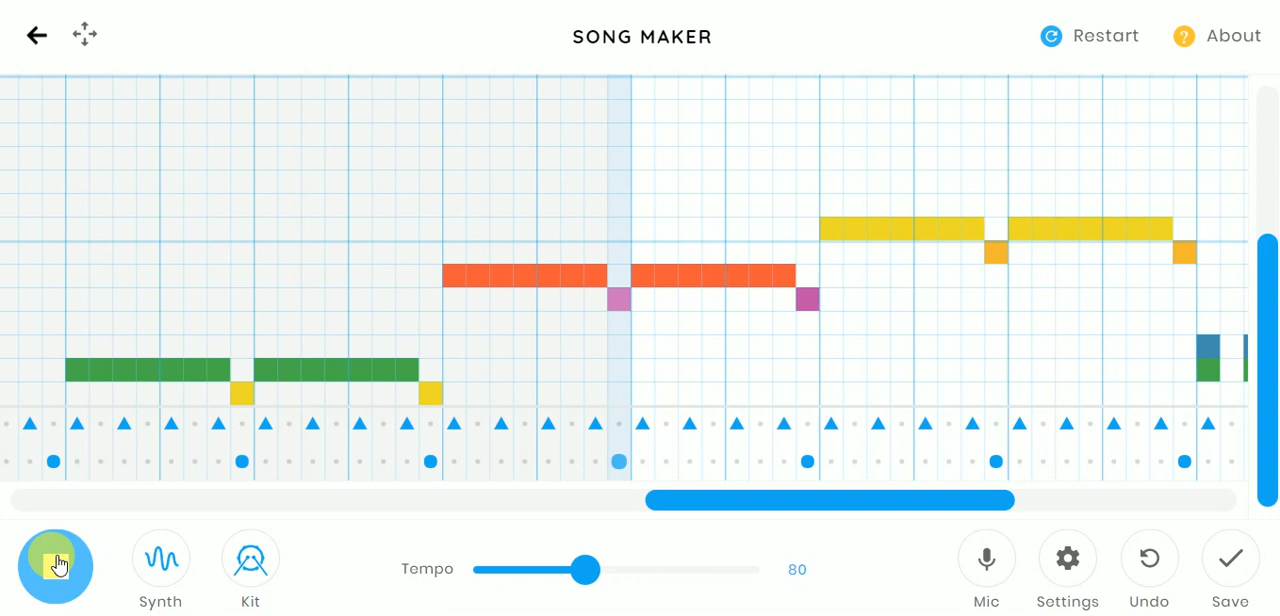 SONG MAKER
Restart
About
Synth
Kit
Tempo
80
Mic
Settings
Undo
Save